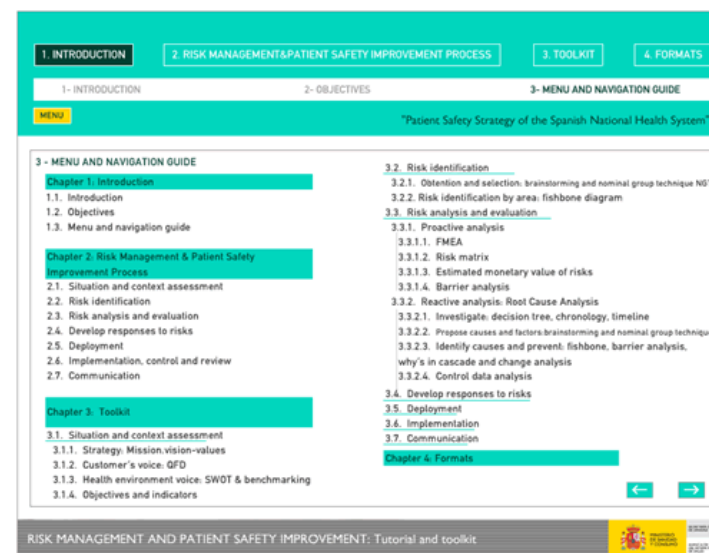 1. INTRODUCTION
2. RISK MANAGEMENT&PATIENT SAFETY IMPROVEMENT PROCESS
3. TOOLKIT
4. FORMATS
1- INTRODUCTION
2- OBJECTIVES
3- MENU AND NAVIGATION GUIDE
MENU
"Patient Safety Strategy of the Spanish National Health System"
3 - MENU AND NAVIGATION GUIDE
Chapter 1: Introduction
1.1. Introduction
1.2. Objectives
1.3. Menu and navigation guide
Chapter 2: Risk Management & Patient Safety
Improvement Process
2.1. Situation and context assessment
2.2. Risk identification
2.3. Risk analysis and evaluation
2.4. Develop responses to risks
2.5. Deployment
2.6. Implementation, control and review
2.7. Communication
Chapter 3: Toolkit
3.1. Situation and context assessment
3.1.1. Strategy: Mission,vision-values
3.1.2. Customer's voice: QFD
3.1.3. Health environment voice: SWOT & benchmarking
3.1.4. Objectives and indicators
3.2. Risk identification
3.2.1. Obtention and selection: brainstorming and nominal group technique NGT
3.2.2. Risk identification by area: fishbone diagram
3.3. Risk analysis and evaluation
3.3.1. Proactive analysis
3.3.1.1. FMEA
3.3.1.2. Risk matrix
3.3.1.3. Estimated monetary value of risks
3.3.1.4. Barrier analysis
3.3.2. Reactive analysis: Root Cause Analysis
3.3.2.1. Investigate: decision tree, chronology, timeline
3.3.2.2. Propose causes and factors:brainstorming and nominal group technique
3.3.2.3. Identify causes and prevent: fishbone, barrier analysis,
why's in cascade and change analysis
3.3.2.4. Control data analysis
3.4. Develop responses to risks
3.5. Deployment
3.6. Implementation
3.7. Communication
Chapter 4: Formats
RISK MANAGEMENT AND PATIENT SAFETY IMPROVEMENT: Tutorial and toolkit
MINISTERIO
DE SANIDAD
Y CONSUMO